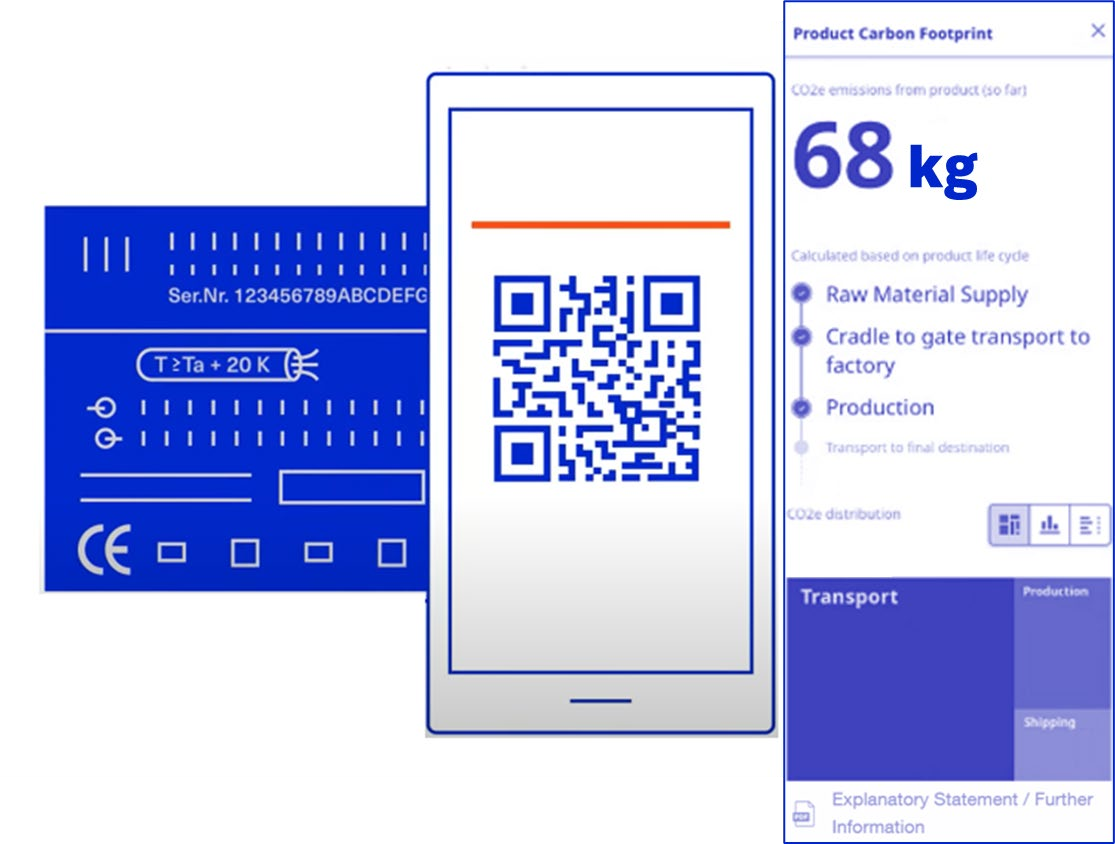 Ser.Nr. 123456789ABCDEFG
T ≥Ta + 20 K
CE
Product Carbon Footprint
CO2e emissions from product (so far)
68 kg
Calculated based on product life cycle
Raw Material Supply
Cradle to gate transport to
factory
Production
Transport to final destination
CO2e distribution
Transport
Production
Shipping
PDF
Explanatory Statement / Further
Information